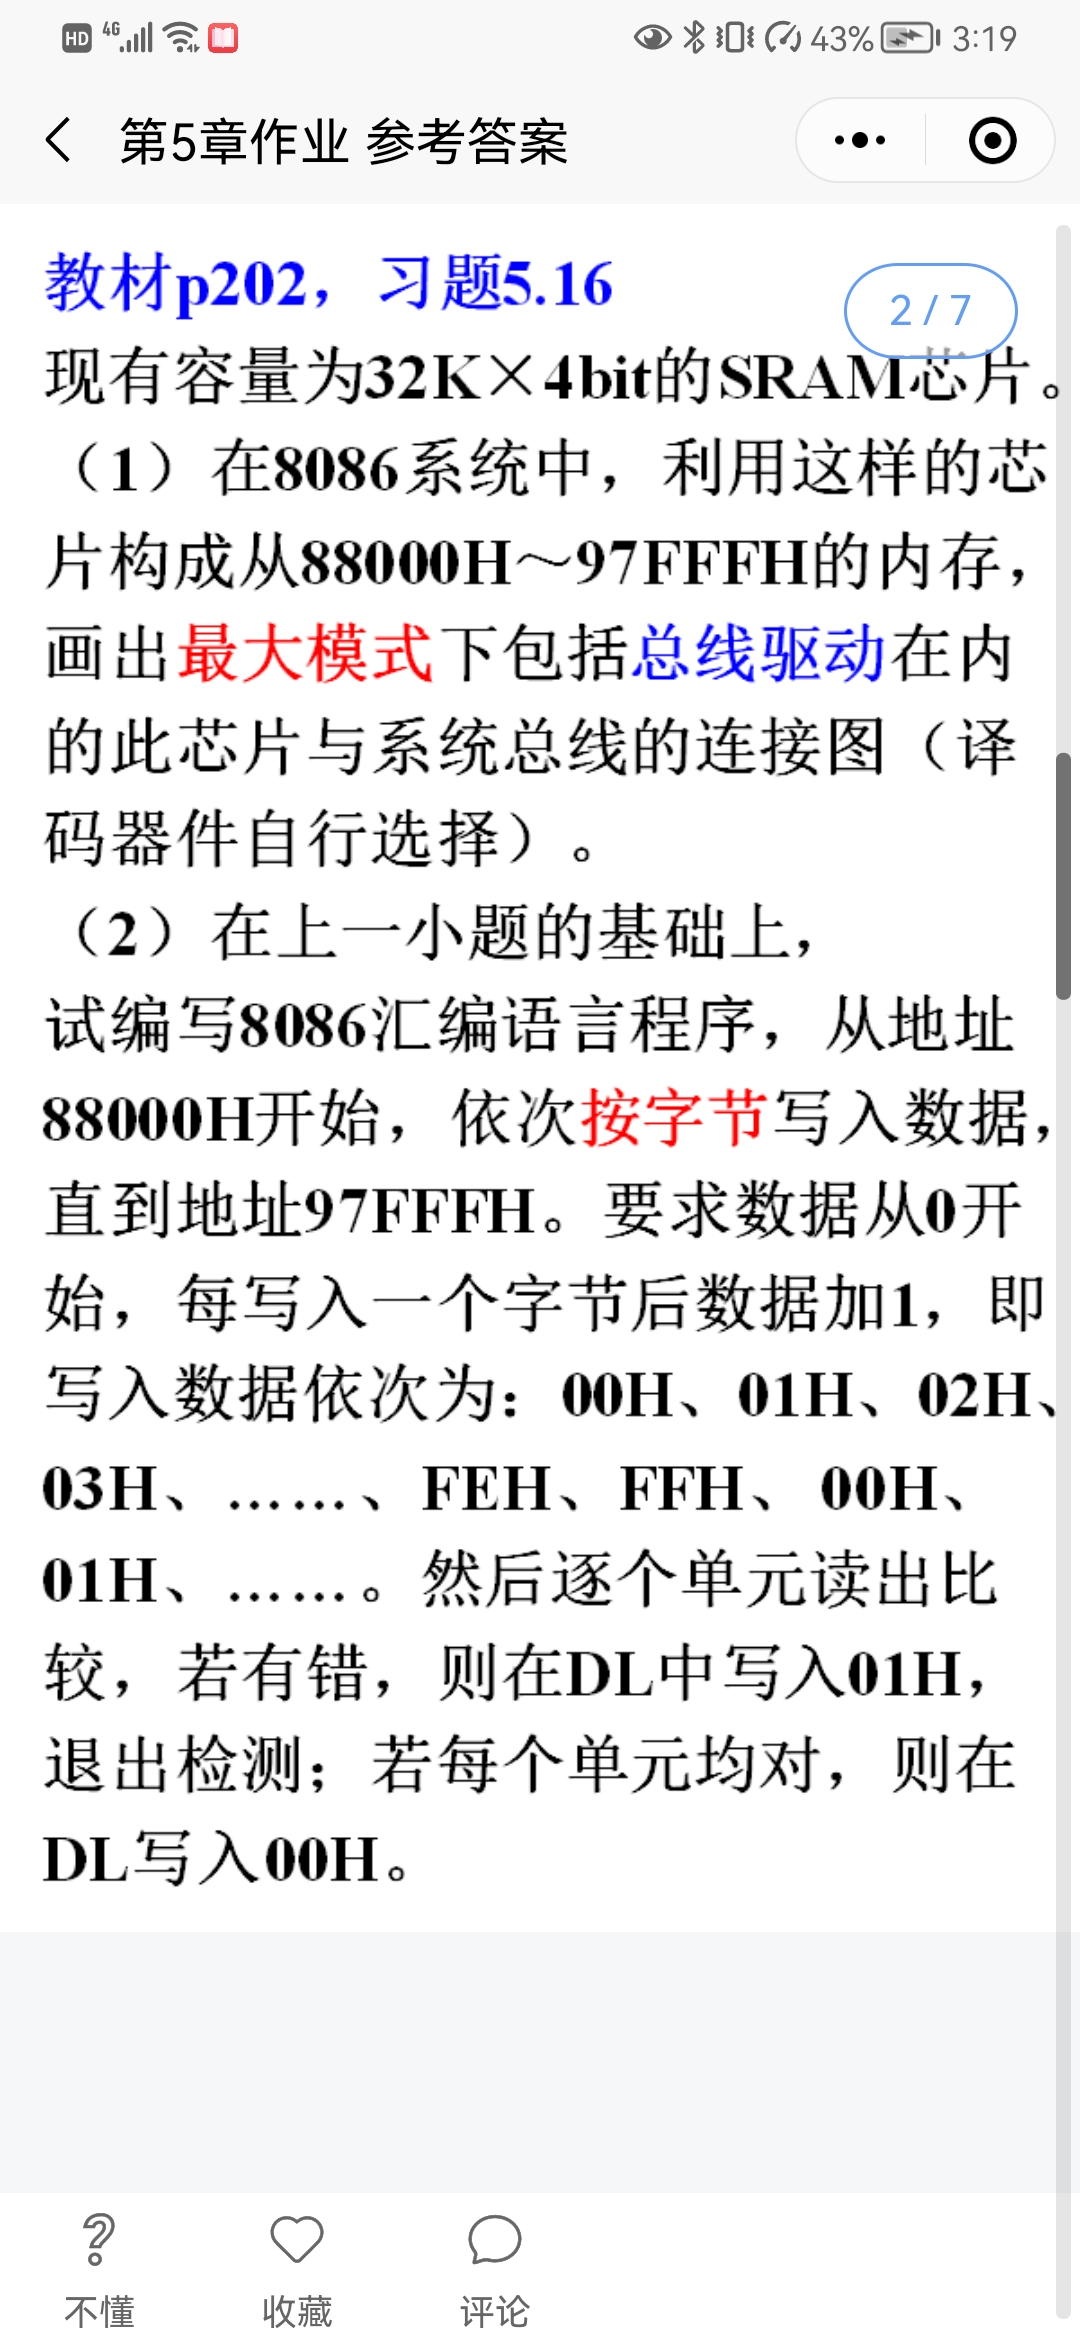 HD 4G 43% 3:19
第5章作业 参考答案
教材p202，习题5.16
2 / 7
现有容量为32K×4bit的SRAM芯片。
（1）在8086系统中，利用这样的芯
片构成从88000H～97FFFH的内存，
画出最大模式下包括总线驱动在内
的此芯片与系统总线的连接图（译
码器件自行选择）。
（2）在上一小题的基础上，
试编写8086汇编语言程序，从地址
88000H开始，依次按字节写入数据，
直到地址97FFFH。要求数据从0开
始，每写入一个字节后数据加1，即
写入数据依次为：00H、01H、02H、
03H、……、FEH、FFH、 00H、
01H、……。然后逐个单元读出比
较，若有错，则在DL中写入01H，
退出检测；若每个单元均对，则在
DL写入00H。
不懂 收藏 评论